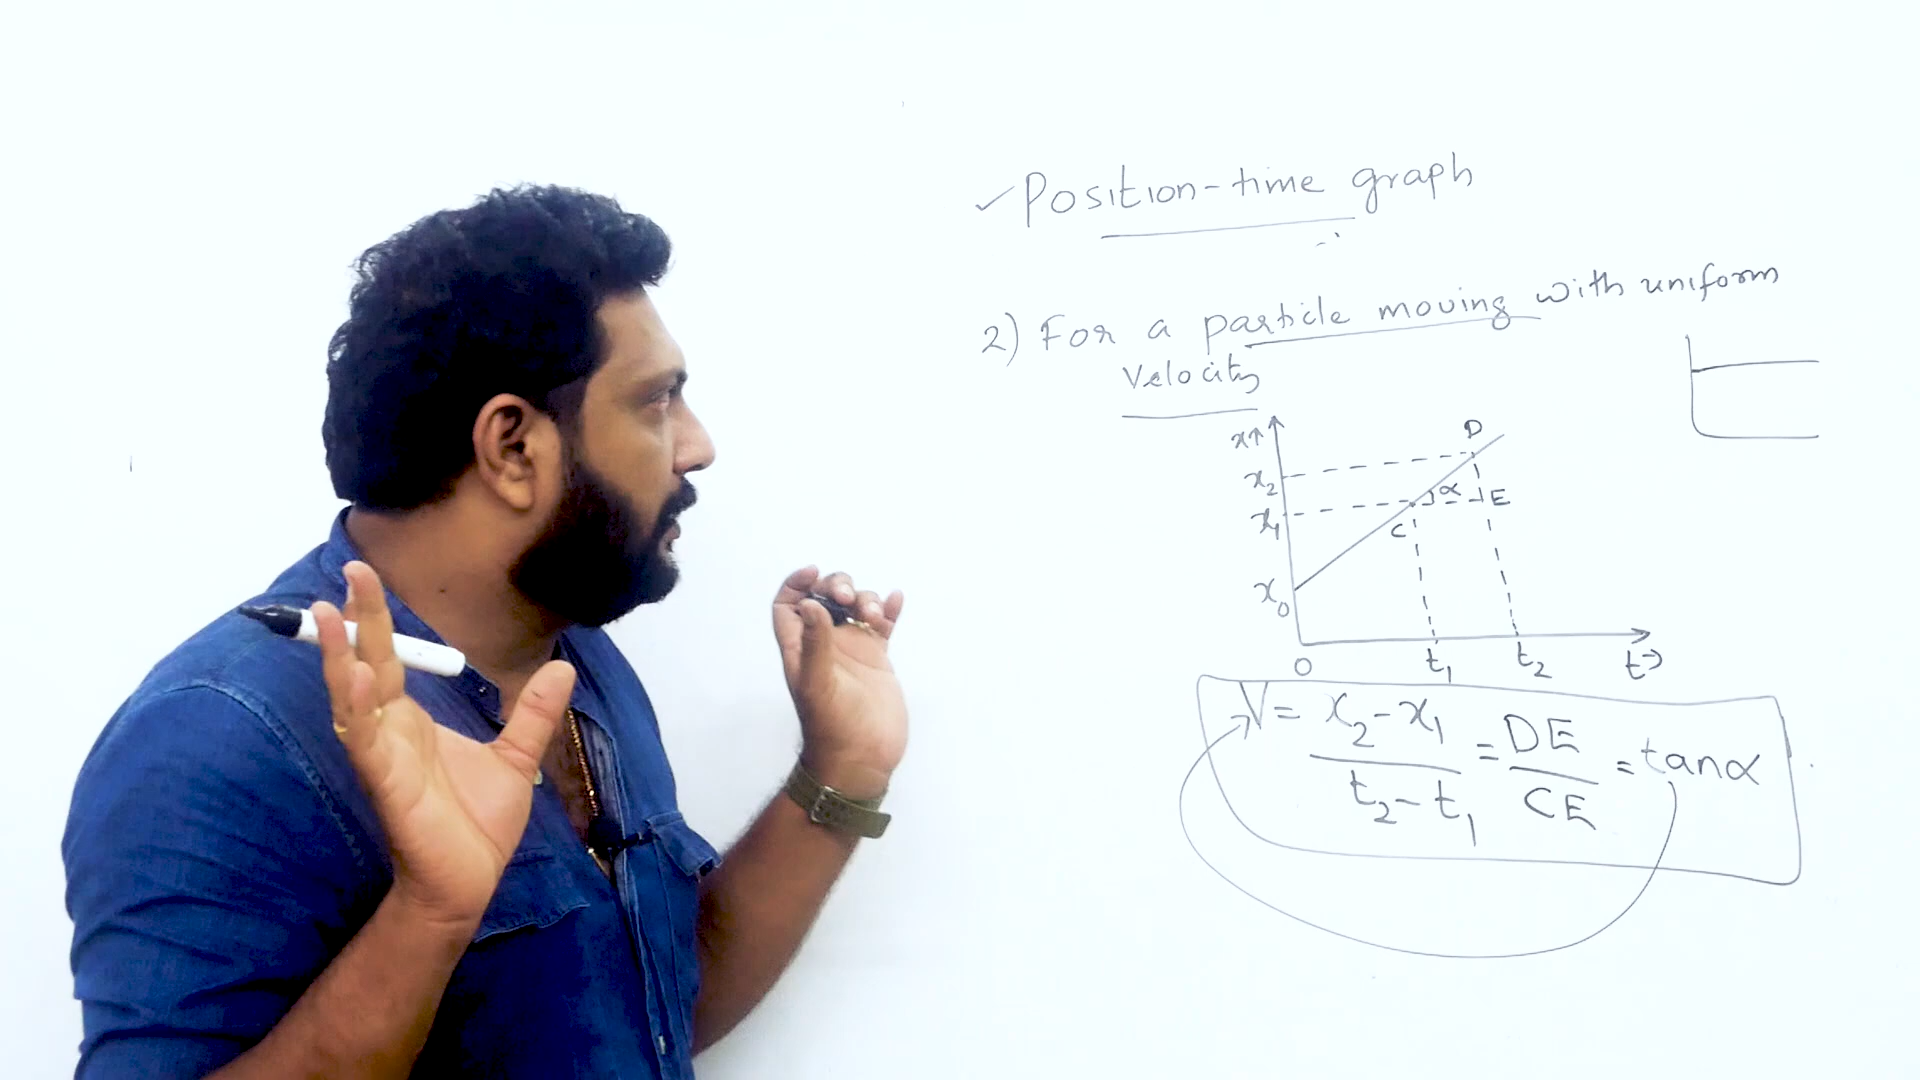 ✓Position-time graph
2) For a particle moving with uniform
Velocity
x↑
D
x₂
α
E
x₁
C
x₀
O
t₁
t₂
t→
V = x₂-x₁ / t₂-t₁ = DE / CE = tanα